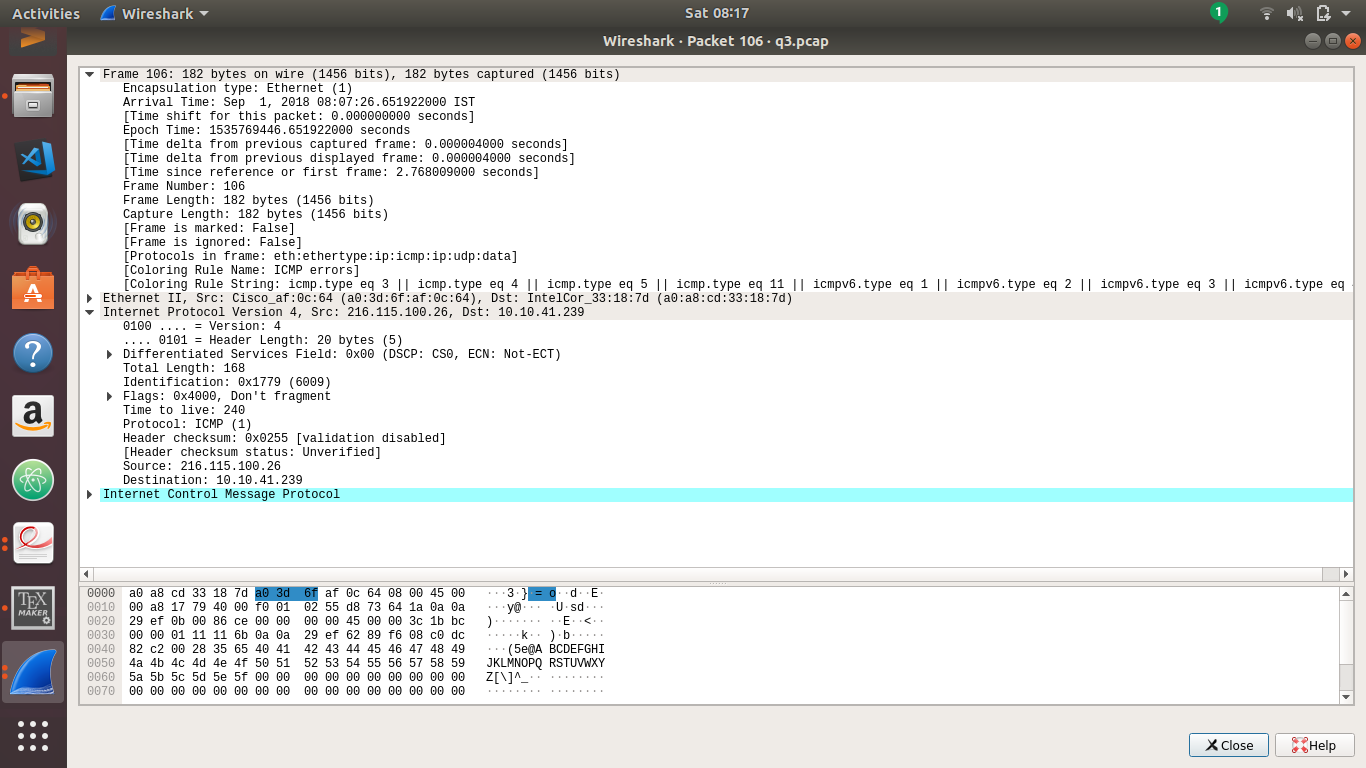 Activities
Wireshark
Sat 08:17
1
Wireshark · Packet 106 · q3.pcap
Frame 106: 182 bytes on wire (1456 bits), 182 bytes captured (1456 bits)
Encapsulation type: Ethernet (1)
Arrival Time: Sep  1, 2018 08:07:26.651922000 IST
[Time shift for this packet: 0.000000000 seconds]
Epoch Time: 1535769446.651922000 seconds
[Time delta from previous captured frame: 0.000004000 seconds]
[Time delta from previous displayed frame: 0.000004000 seconds]
[Time since reference or first frame: 2.768009000 seconds]
Frame Number: 106
Frame Length: 182 bytes (1456 bits)
Capture Length: 182 bytes (1456 bits)
[Frame is marked: False]
[Frame is ignored: False]
[Protocols in frame: eth:ethertype:ip:icmp:ip:udp:data]
[Coloring Rule Name: ICMP errors]
[Coloring Rule String: icmp.type eq 3 || icmp.type eq 4 || icmp.type eq 5 || icmp.type eq 11 || icmpv6.type eq 1 || icmpv6.type eq 2 || icmpv6.type eq 3 || icmpv6.type eq
Ethernet II, Src: Cisco_af:0c:64 (a0:3d:6f:af:0c:64), Dst: IntelCor_33:18:7d (a0:a8:cd:33:18:7d)
Internet Protocol Version 4, Src: 216.115.100.26, Dst: 10.10.41.239
0100 .... = Version: 4
.... 0101 = Header Length: 20 bytes (5)
Differentiated Services Field: 0x00 (DSCP: CS0, ECN: Not-ECT)
Total Length: 168
Identification: 0x1779 (6009)
Flags: 0x4000, Don't fragment
Time to live: 240
Protocol: ICMP (1)
Header checksum: 0x0255 [validation disabled]
[Header checksum status: Unverified]
Source: 216.115.100.26
Destination: 10.10.41.239
Internet Control Message Protocol
0000  a0 a8 cd 33 18 7d a0 3d  6f af 0c 64 08 00 45 00   ···3·}·= o··d··E·
0010  00 a8 17 79 40 00 f0 01  02 55 d8 73 64 1a 0a 0a   ···y@··· ·U·sd···
0020  29 ef 0b 00 86 ce 00 00  00 00 45 00 00 3c 1b bc   )······· ··E··<··
0030  00 00 01 11 11 6b 0a 0a  29 ef 62 89 f6 08 c0 dc   ·····k·· )·b·····
0040  82 c2 00 28 35 65 40 41  42 43 44 45 46 47 48 49   ···(5e@A BCDEFGHI
0050  4a 4b 4c 4d 4e 4f 50 51  52 53 54 55 56 57 58 59   JKLMNOPQ RSTUVWXY
0060  5a 5b 5c 5d 5e 5f 00 00  00 00 00 00 00 00 00 00   Z[\]^_·· ········
0070  00 00 00 00 00 00 00 00  00 00 00 00 00 00 00 00   ········ ········
TEX
MAKER
Close
Help